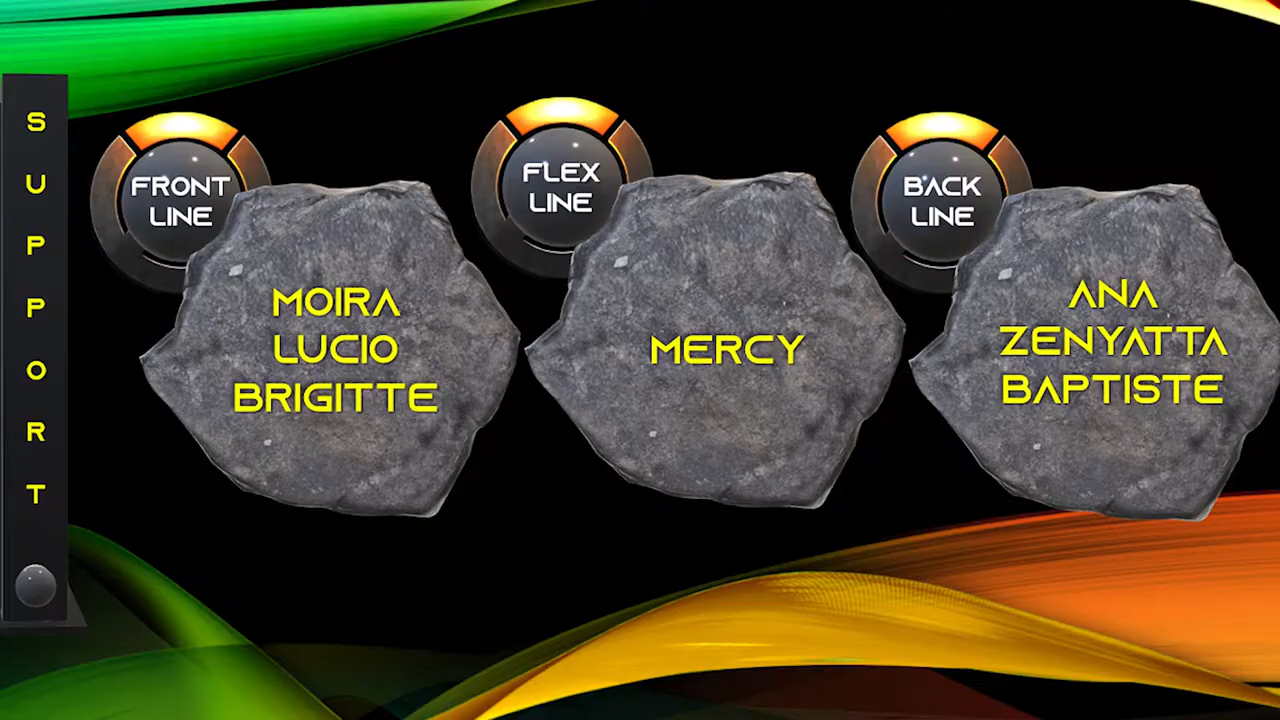 SUPPORT
FRONT
LINE
MOIRA
LUCIO
BRIGITTE
FLEX
LINE
MERCY
BACK
LINE
ANA
ZENYATTA
BAPTISTE